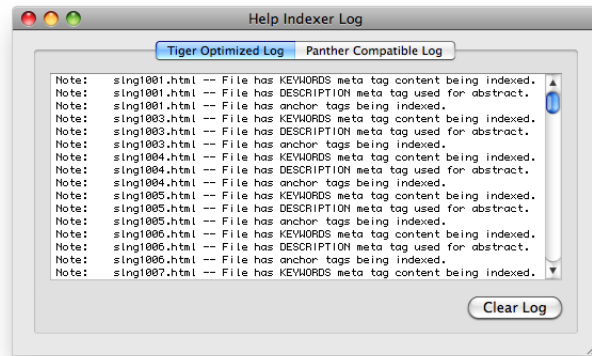 Help Indexer Log
Tiger Optimized Log Panther Compatible Log
Note: slng1001.html -- File has KEYWORDS meta tag content being indexed.
Note: slng1001.html -- File has DESCRIPTION meta tag used for abstract.
Note: slng1001.html -- File has anchor tags being indexed.
Note: slng1003.html -- File has KEYWORDS meta tag content being indexed.
Note: slng1003.html -- File has DESCRIPTION meta tag used for abstract.
Note: slng1003.html -- File has anchor tags being indexed.
Note: slng1004.html -- File has KEYWORDS meta tag content being indexed.
Note: slng1004.html -- File has DESCRIPTION meta tag used for abstract.
Note: slng1004.html -- File has anchor tags being indexed.
Note: slng1005.html -- File has KEYWORDS meta tag content being indexed.
Note: slng1005.html -- File has DESCRIPTION meta tag used for abstract.
Note: slng1005.html -- File has anchor tags being indexed.
Note: slng1006.html -- File has KEYWORDS meta tag content being indexed.
Note: slng1006.html -- File has DESCRIPTION meta tag used for abstract.
Note: slng1006.html -- File has anchor tags being indexed.
Note: slng1007.html -- File has KEYWORDS meta tag content being indexed.
Clear Log